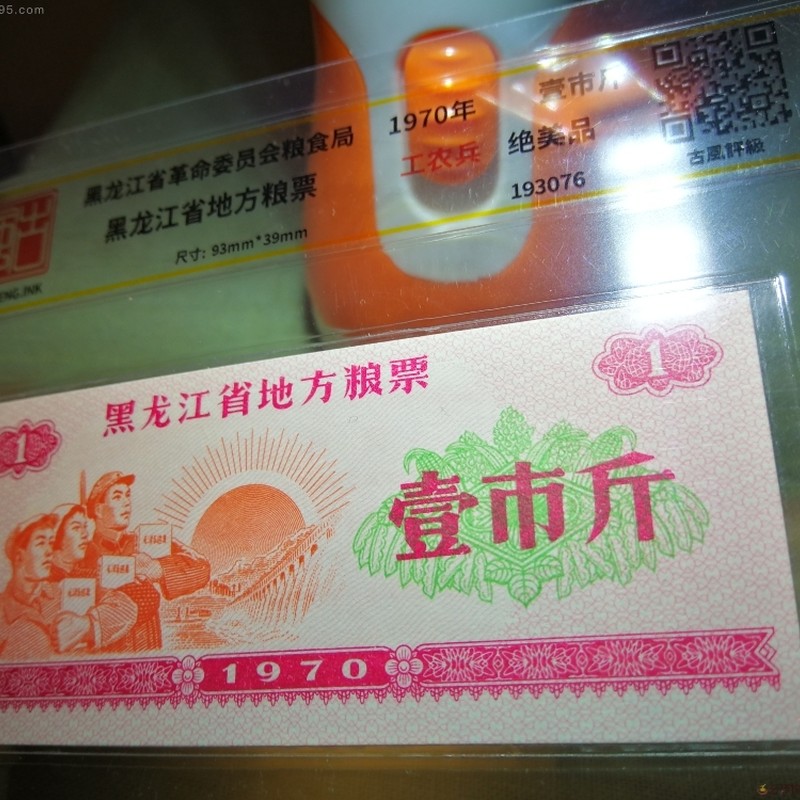 95.com
黑龙江省革命委员会粮食局
1970年
壹市斤
黑龙江省地方粮票
工农兵
绝美品
尺寸: 93mm*39mm
193076
古凰評級
黑龙江省地方粮票
1
1
壹市斤
1970